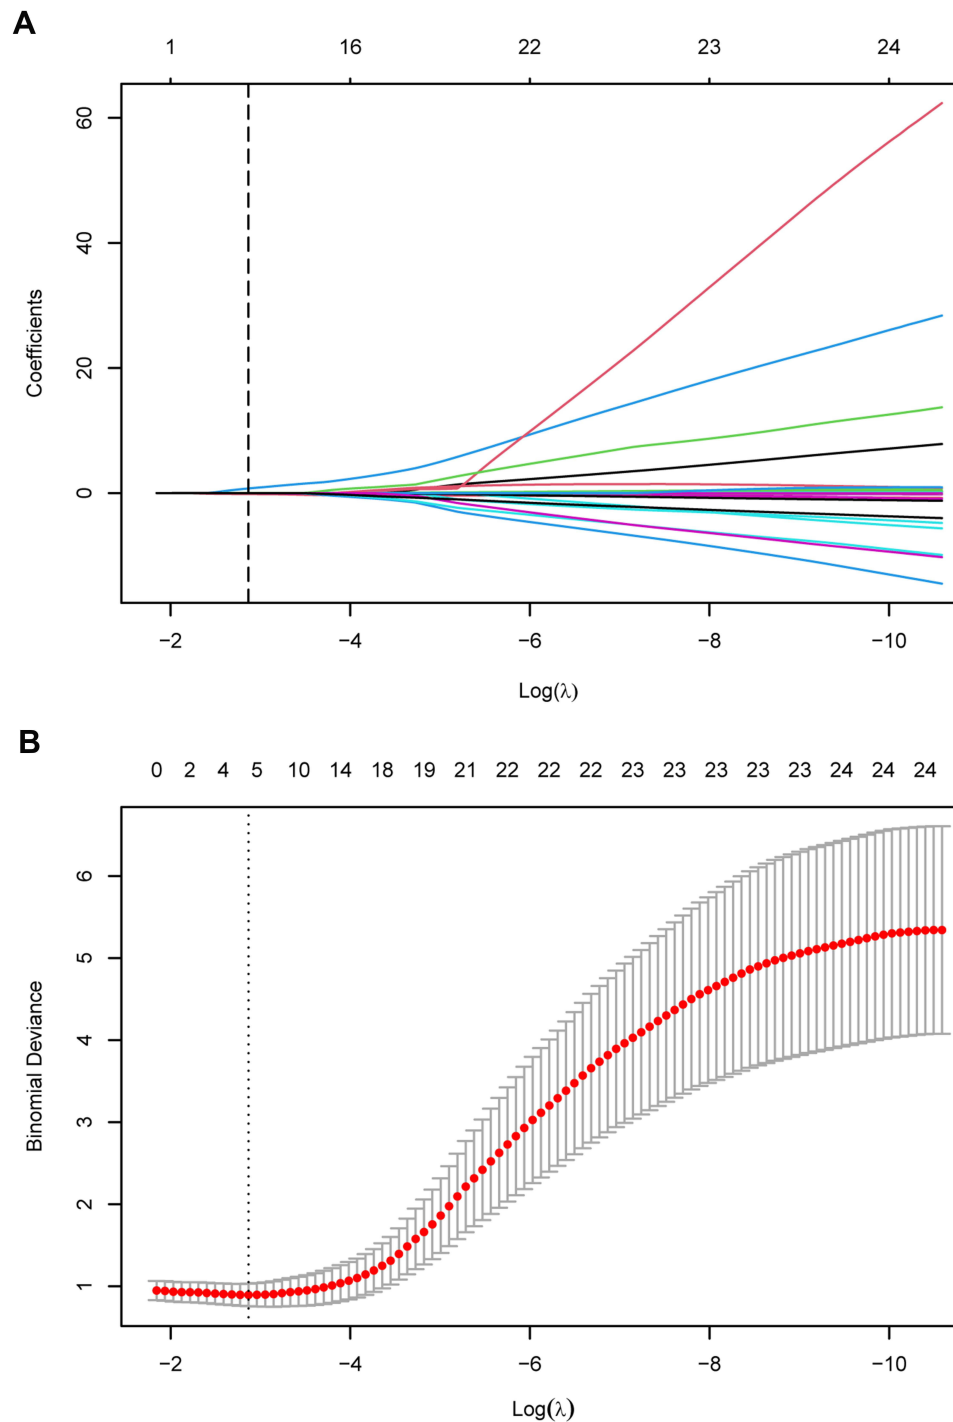 A
1 16 22 23 24
60
40
20
0
Coefficients
−2 −4 −6 −8 −10
Log(λ)
B
0 2 4 5 10 14 18 19 21 22 22 22 23 23 23 23 23 24 24 24
6
5
4
3
2
1
Binomial Deviance
−2 −4 −6 −8 −10
Log(λ)